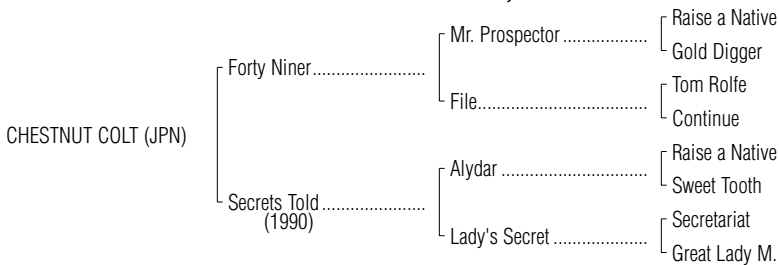 Raise a Native
Mr. Prospector ....................
Gold Digger
Forty Niner.........................
Tom Rolfe
File.......................................
Continue
CHESTNUT COLT (JPN)
Raise a Native
Alydar ..................................
Sweet Tooth
Secrets Told .......................
(1990)
Secretariat
Lady's Secret ......................
Great Lady M.